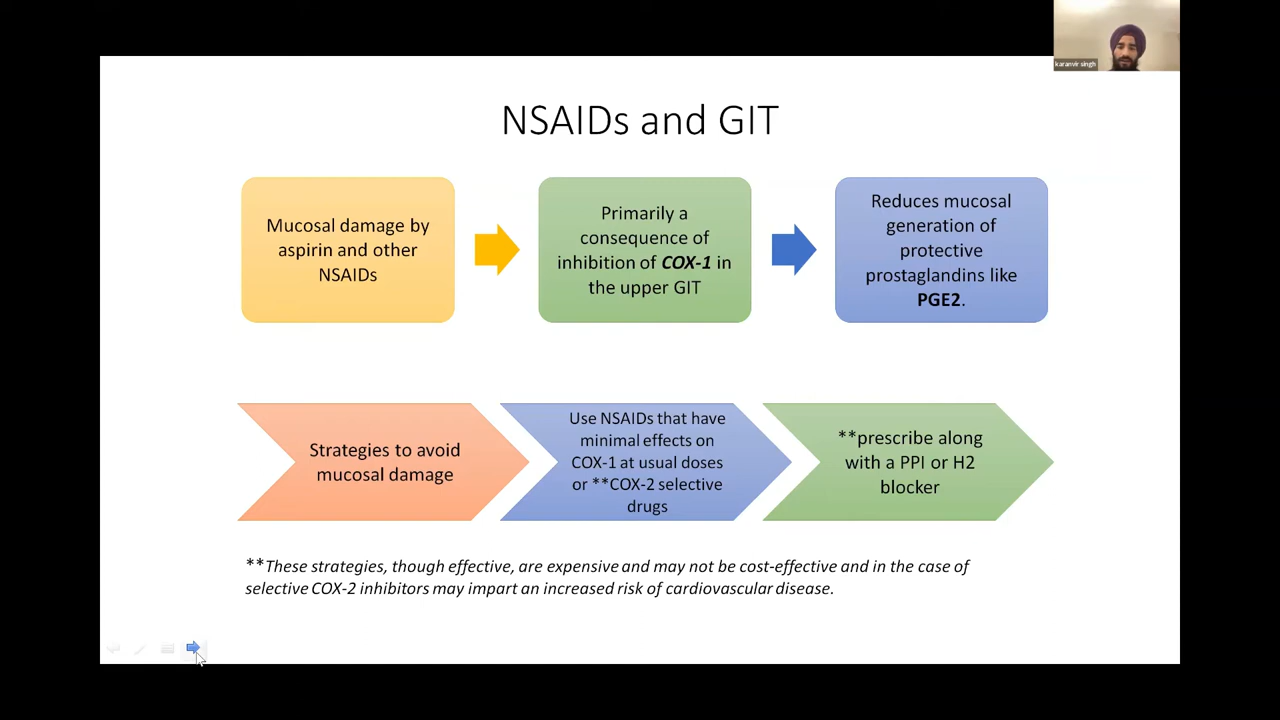 karanvir singh
NSAIDs and GIT
Mucosal damage by
aspirin and other
NSAIDs
Primarily a
consequence of
inhibition of COX-1 in
the upper GIT
Reduces mucosal
generation of
protective
prostaglandins like
PGE2.
Strategies to avoid
mucosal damage
Use NSAIDs that have
minimal effects on
COX-1 at usual doses
or **COX-2 selective
drugs
**prescribe along
with a PPI or H2
blocker
**These strategies, though effective, are expensive and may not be cost-effective and in the case of
selective COX-2 inhibitors may impart an increased risk of cardiovascular disease.